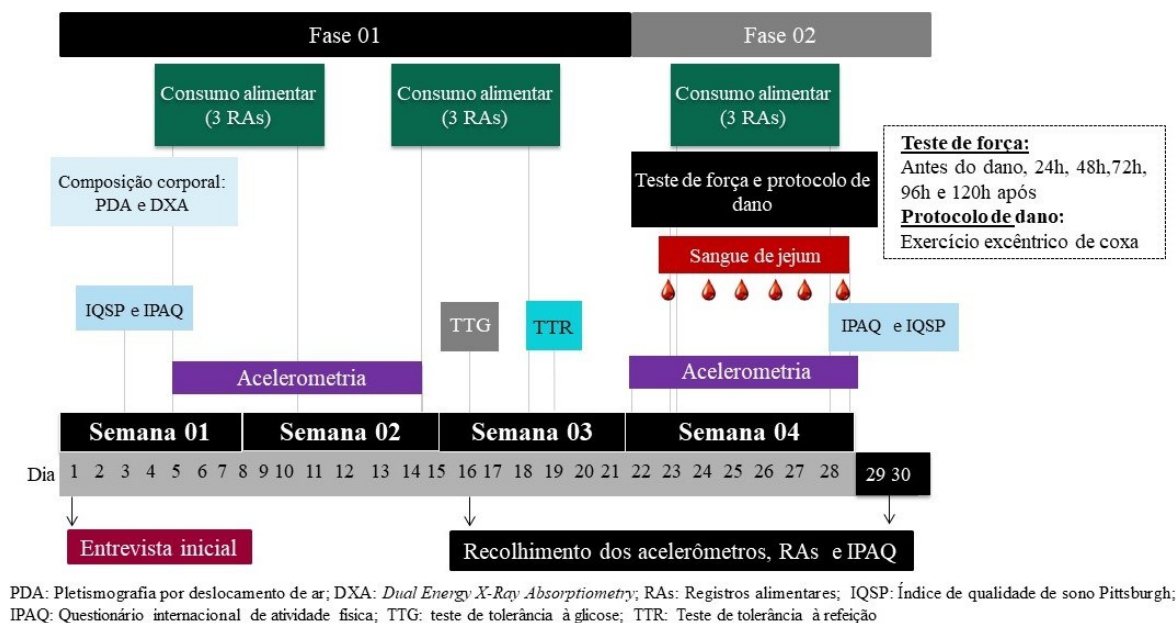 Fase 01
Fase 02
Consumo alimentar
(3 RAs)
Consumo alimentar
(3 RAs)
Consumo alimentar
(3 RAs)
Composição corporal:
PDA e DXA
Teste de força e protocolo de
dano
Teste de força:
Antes do dano, 24h, 48h,72h,
96h e 120h após
Protocolo de dano:
Exercício excêntrico de coxa
Sangue de jejum
IQSP e IPAQ
TTG
TTR
IPAQ e IQSP
Acelerometria
Acelerometria
Semana 01
Semana 02
Semana 03
Semana 04
Dia 1 2 3 4 5 6 7 8 9 10 11 12 13 14 15 16 17 18 19 20 21 22 23 24 25 26 27 28 29 30
Entrevista inicial
Recolhimento dos acelerômetros, RAs e IPAQ
PDA: Pletismografia por deslocamento de ar; DXA: Dual Energy X-Ray Absorptiometry; RAs: Registros alimentares; IQSP: Índice de qualidade de sono Pittsburgh;
IPAQ: Questionário internacional de atividade física; TTG: teste de tolerância à glicose; TTR: Teste de tolerância à refeição